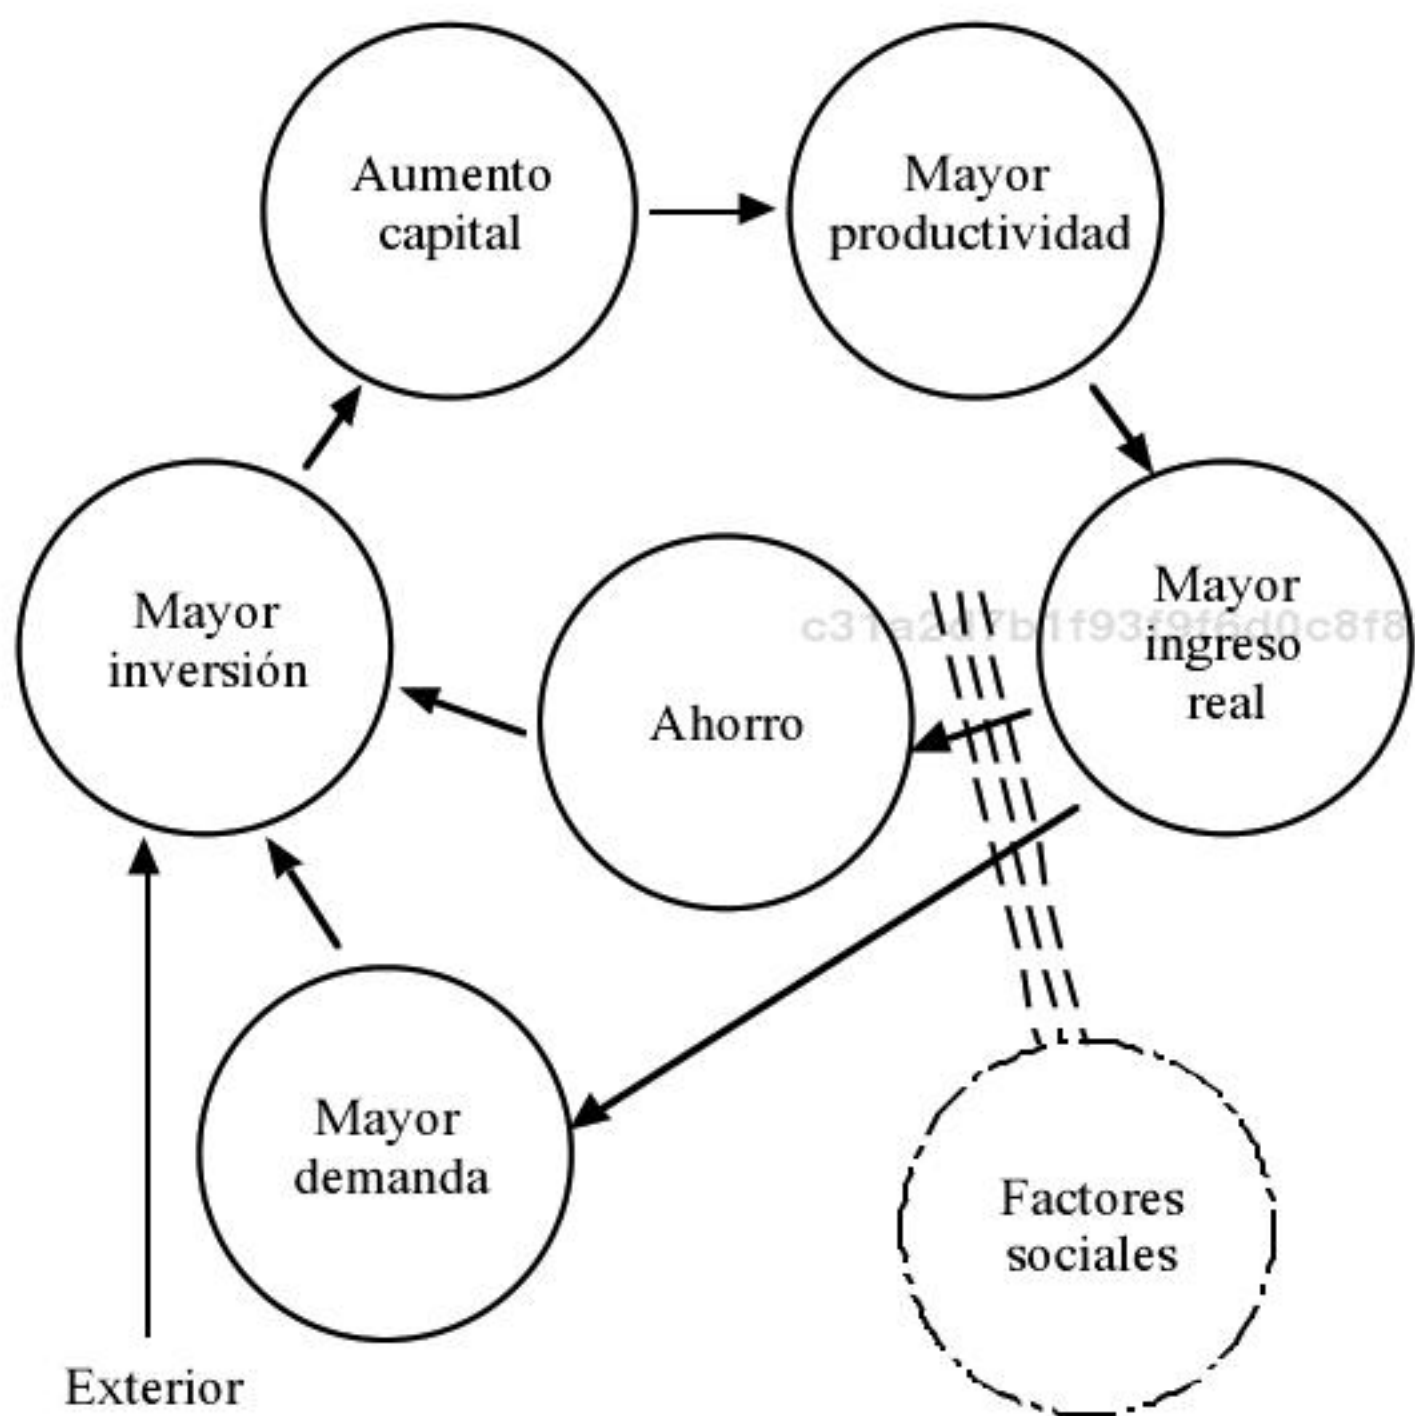 Aumento
capital
Mayor
productividad
Mayor
inversión
Ahorro
Mayor
ingreso
real
Mayor
demanda
Factores
sociales
Exterior